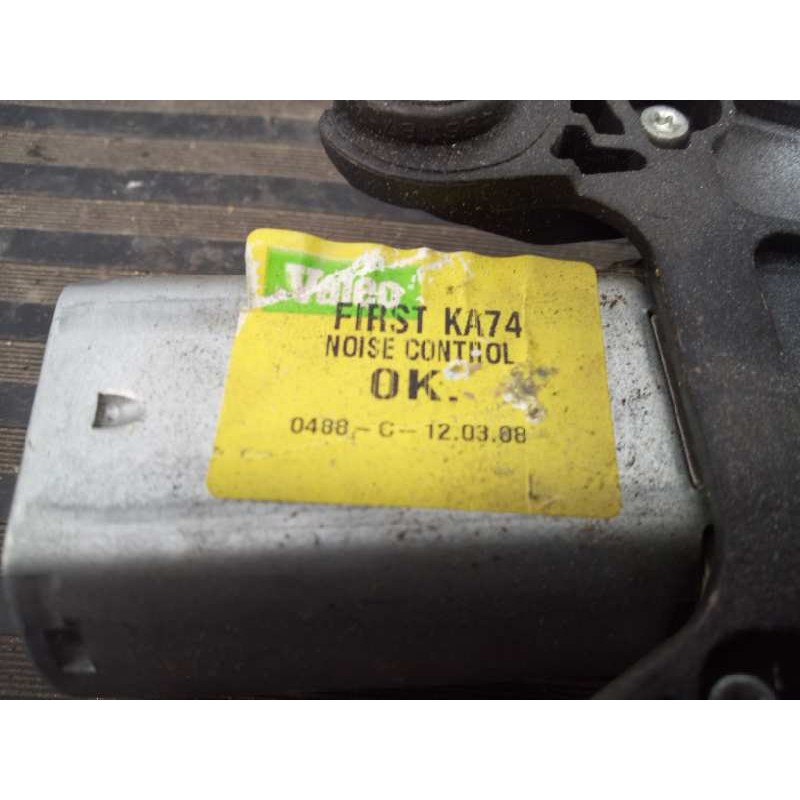 Valeo
FIRST KA74
NOISE CONTROL
OK.
0488-C-12.03.08